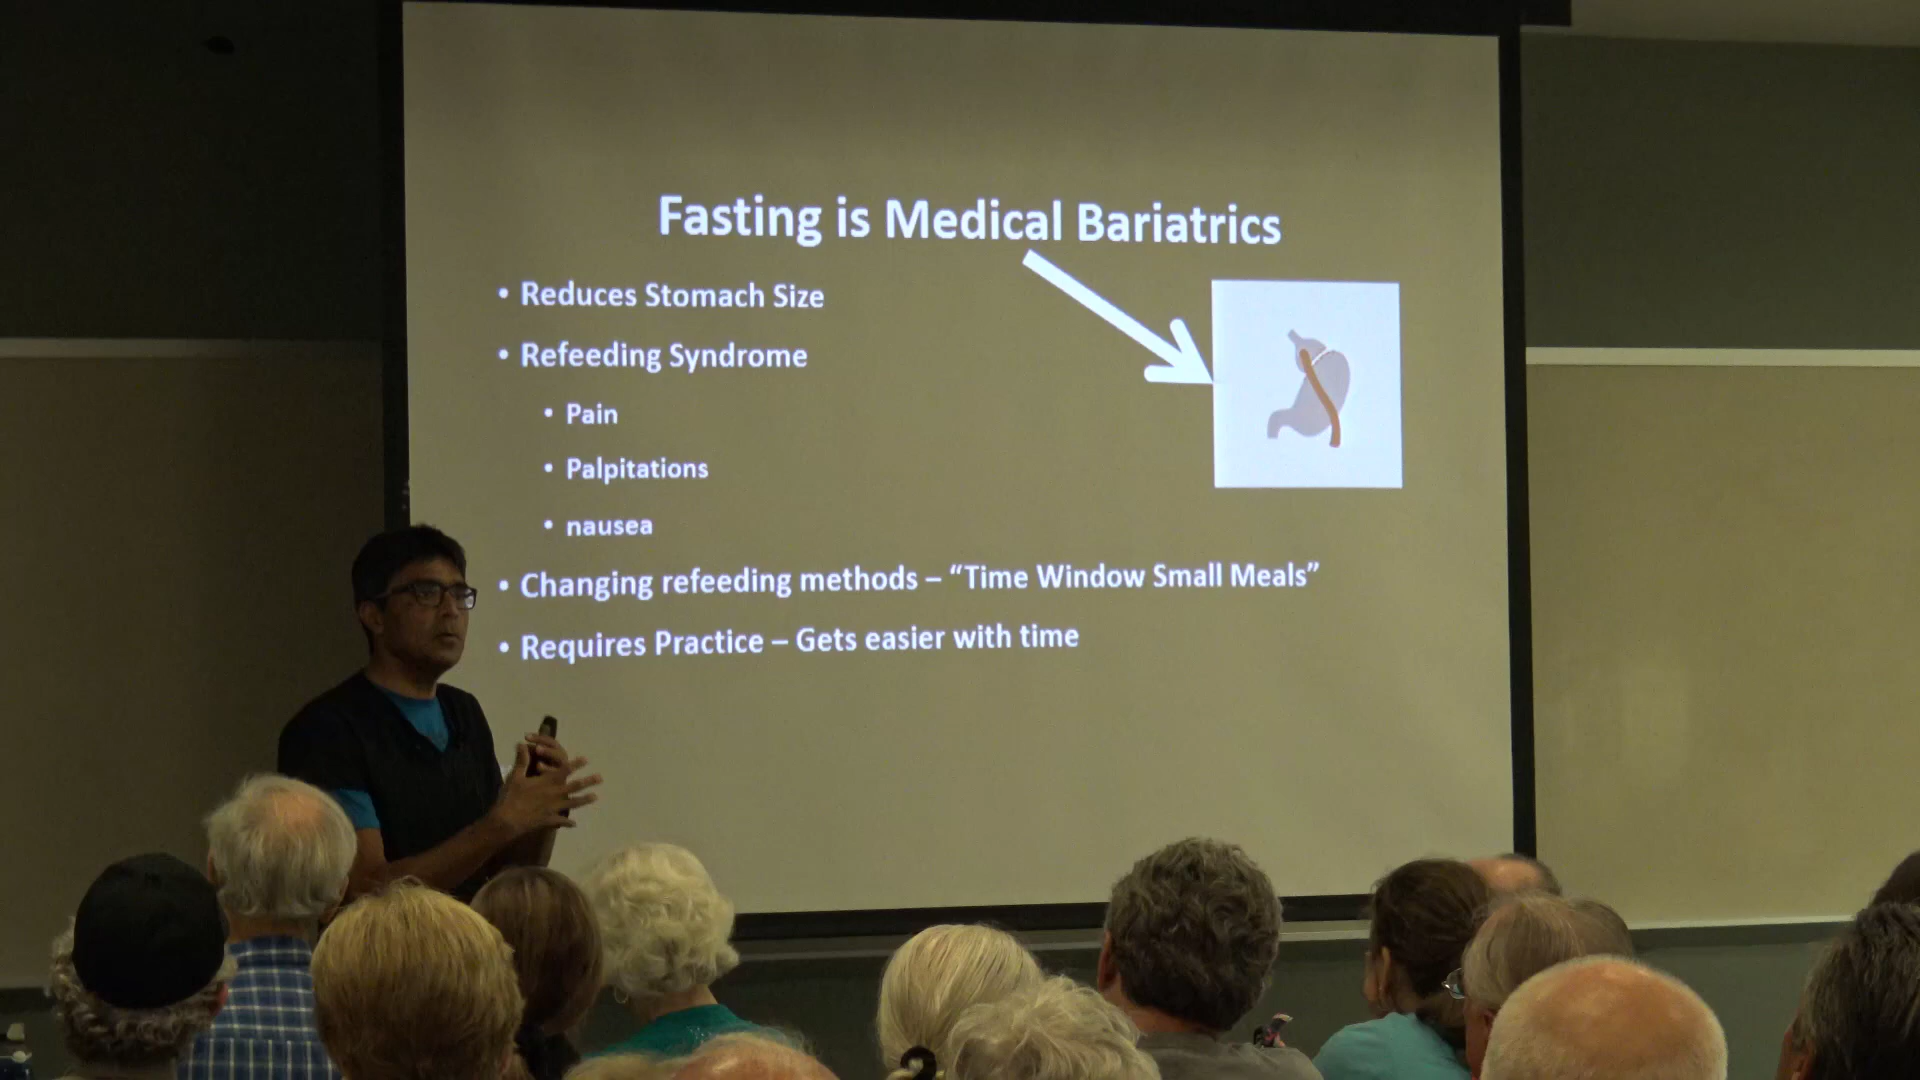 Fasting is Medical Bariatrics
• Reduces Stomach Size
• Refeeding Syndrome
• Pain
• Palpitations
• nausea
• Changing refeeding methods – “Time Window Small Meals”
• Requires Practice – Gets easier with time